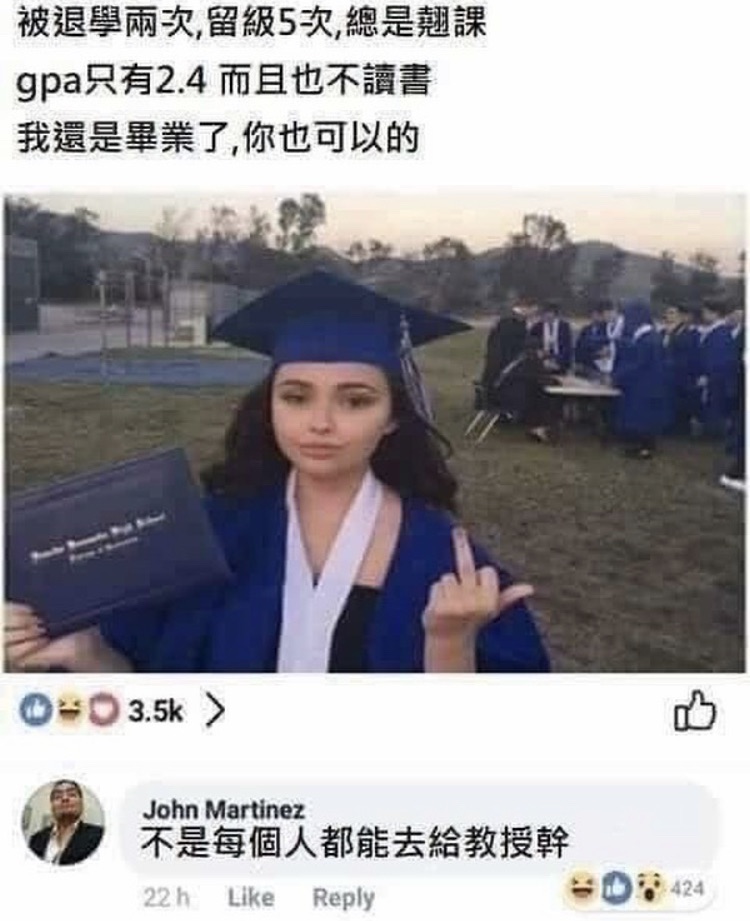 被退學兩次,留級5次,總是翹課
gpa只有2.4 而且也不讀書
我還是畢業了,你也可以的
3.5k
John Martinez
不是每個人都能去給教授幹
22 h Like Reply
424